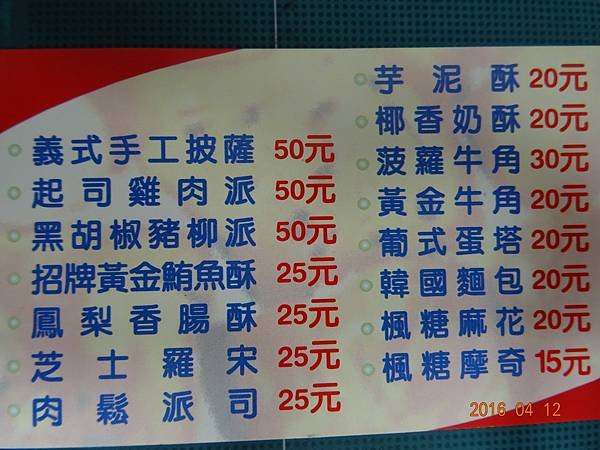 義式手工披薩 50元
起司雞肉派 50元
黑胡椒豬柳派 50元
招牌黃金鮪魚酥 25元
鳳梨香腸酥 25元
芝士羅宋 25元
肉鬆派司 25元
芋泥酥 20元
椰香奶酥 20元
菠蘿牛角 30元
黃金牛角 20元
葡式蛋塔 20元
韓國麵包 20元
楓糖麻花 20元
楓糖摩奇 15元
2016 04 12